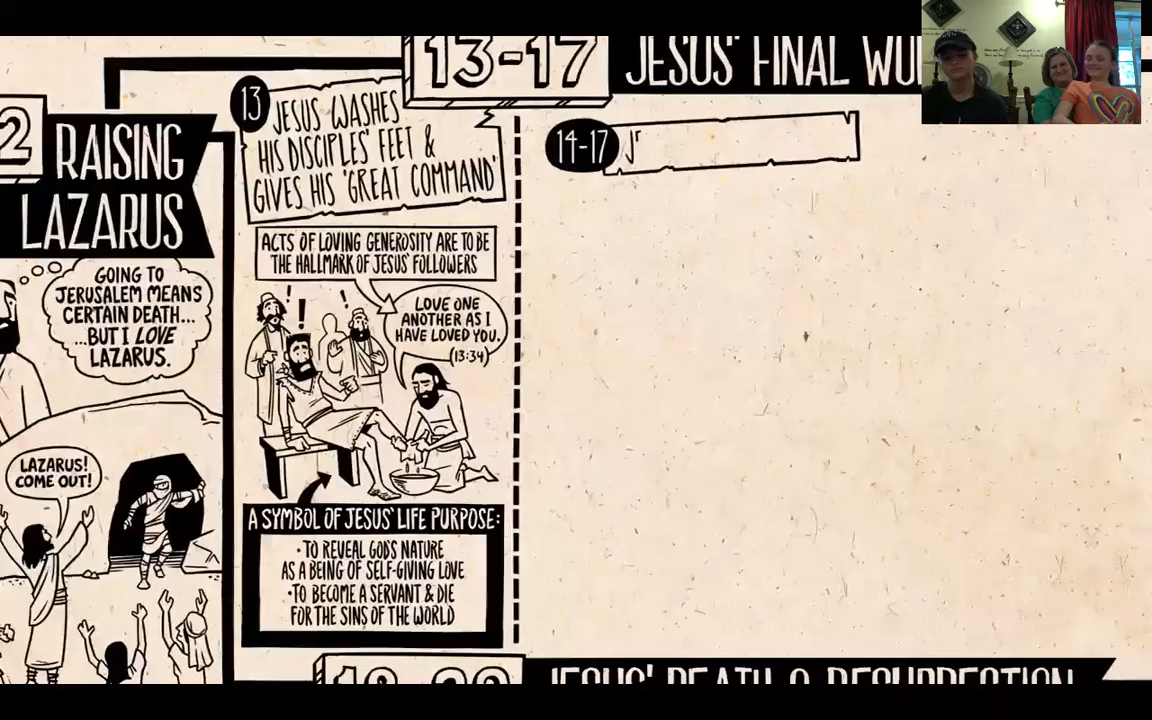 13-17
JESUS' FINAL
2
RAISING
LAZARUS
13
JESUS WASHES
HIS DISCIPLES' FEET &
GIVES HIS 'GREAT COMMAND'
14-17
ACTS OF LOVING GENEROSITY ARE TO BE
THE HALLMARK OF JESUS' FOLLOWERS
LOVE ONE
ANOTHER AS I
HAVE LOVED YOU.
(13:34)
GOING TO
JERUSALEM MEANS
CERTAIN DEATH...
...BUT I LOVE
LAZARUS.
LAZARUS!
COME OUT!
A SYMBOL OF JESUS' LIFE PURPOSE:
• TO REVEAL GOD'S NATURE
AS A BEING OF SELF-GIVING LOVE
• TO BECOME A SERVANT & DIE
FOR THE SINS OF THE WORLD
JESUS' DEATH & RESURRECTION